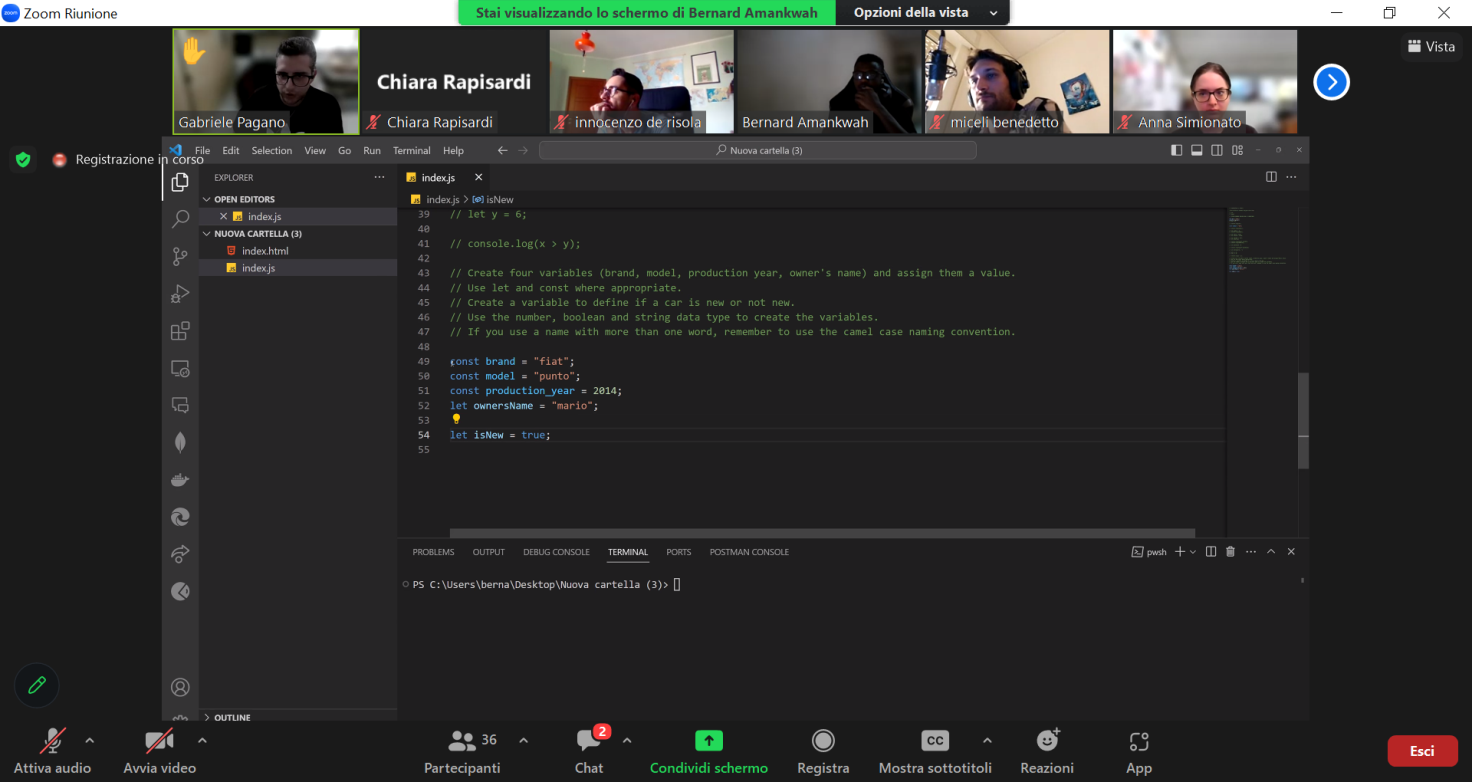 zoom Zoom Riunione
Stai visualizzando lo schermo di Bernard Amankwah
Opzioni della vista
Vista
Chiara Rapisardi
Gabriele Pagano
Chiara Rapisardi
innocenzo de risola
Bernard Amankwah
miceli benedetto
Anna Simionato
Registrazione in corso
File Edit Selection View Go Run Terminal Help
Nuova cartella (3)
EXPLORER
OPEN EDITORS
JS index.js
NUOVA CARTELLA (3)
index.html
JS index.js
OUTLINE
JS index.js
JS index.js > isNew
39 // let y = 6;
40
41 // console.log(x > y);
42
43 // Create four variables (brand, model, production year, owner's name) and assign them a value.
44 // Use let and const where appropriate.
45 // Create a variable to define if a car is new or not new.
46 // Use the number, boolean and string data type to create the variables.
47 // If you use a name with more than one word, remember to use the camel case naming convention.
48
49 const brand = "fiat";
50 const model = "punto";
51 const production_year = 2014;
52 let ownersName = "mario";
53
54 let isNew = true;
55
PROBLEMS OUTPUT DEBUG CONSOLE TERMINAL PORTS POSTMAN CONSOLE
pwsh
PS C:\Users\berna\Desktop\Nuova cartella (3)>
Attiva audio
Avvia video
36
Partecipanti
2
Chat
Condividi schermo
Registra
CC
Mostra sottotitoli
Reazioni
App
Esci